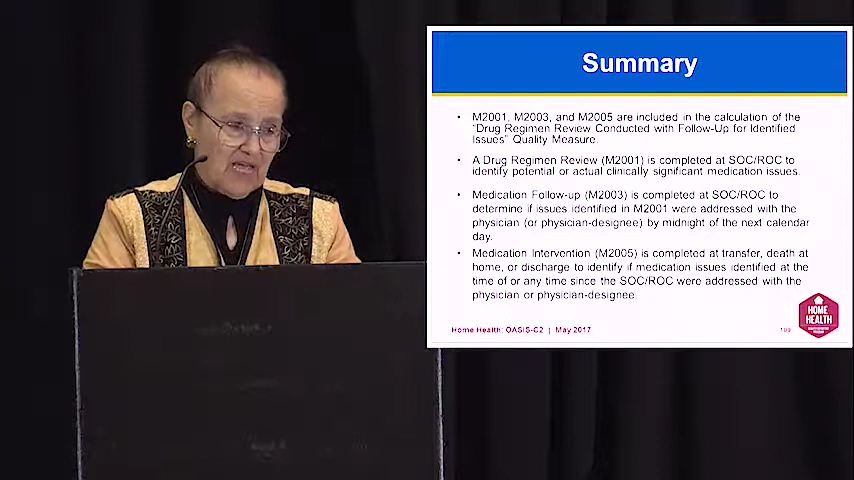 Summary
• M2001, M2003, and M2005 are included in the calculation of the
“Drug Regimen Review Conducted with Follow-Up for Identified
Issues” Quality Measure.
• A Drug Regimen Review (M2001) is completed at SOC/ROC to
identify potential or actual clinically significant medication issues.
• Medication Follow-up (M2003) is completed at SOC/ROC to
determine if issues identified in M2001 were addressed with the
physician (or physician-designee) by midnight of the next calendar
day.
• Medication Intervention (M2005) is completed at transfer, death at
home, or discharge to identify if medication issues identified at the
time of or any time since the SOC/ROC were addressed with the
physician or physician-designee.
HOME
HEALTH
Home Health: OASIS-C2 | May 2017